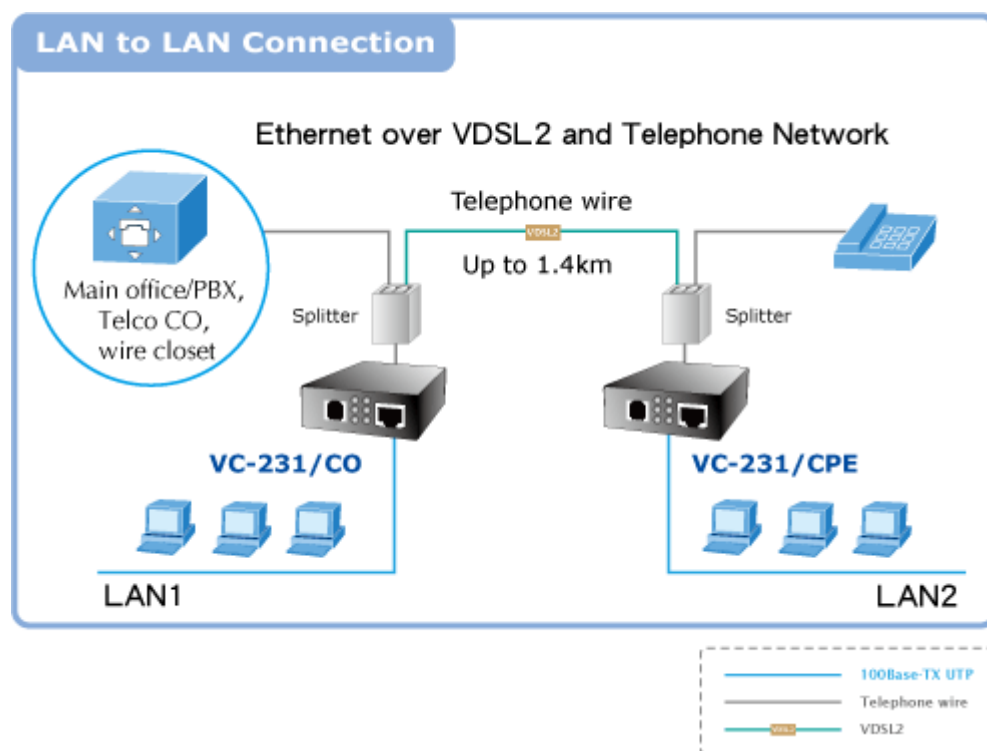 LAN to LAN Connection
Ethernet over VDSL2 and Telephone Network
Telephone wire
VDSL2
Up to 1.4km
Main office/PBX,
Telco CO,
wire closet
Splitter
Splitter
VC-231/CO
VC-231/CPE
LAN1
LAN2
100Base-TX UTP
Telephone wire
VDSL2
VDSL2